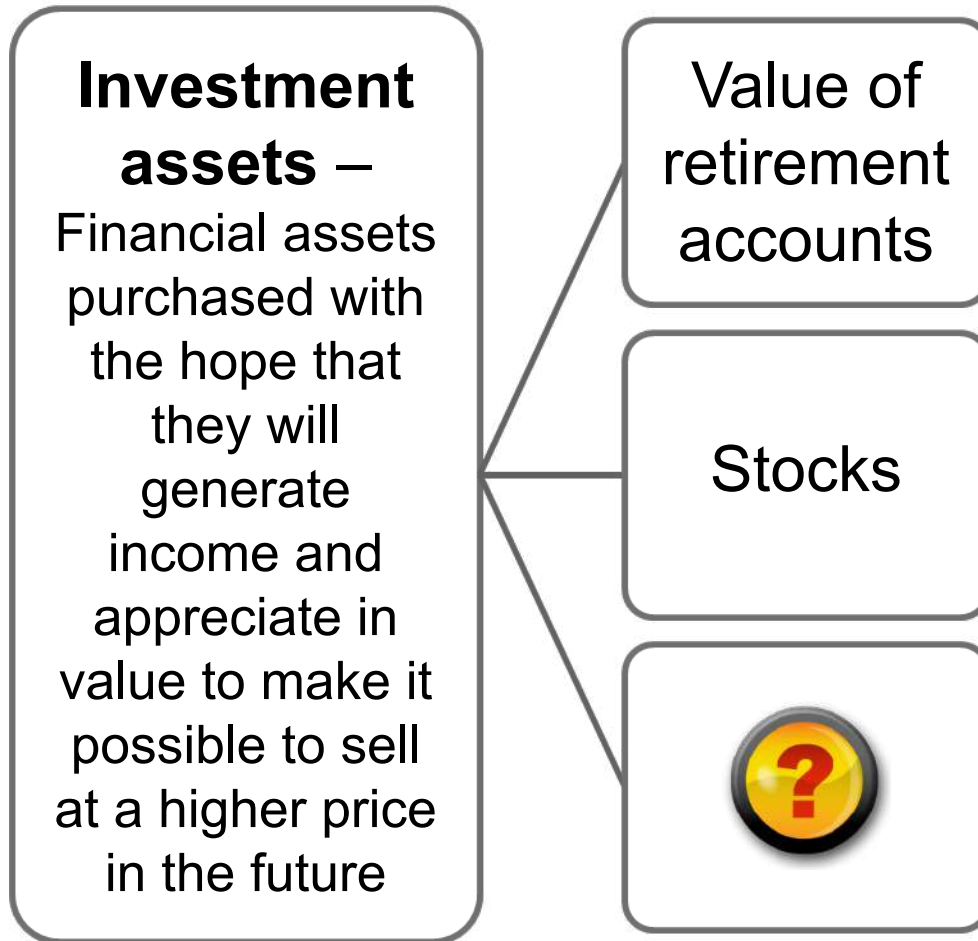 Investment
assets –
Financial assets
purchased with
the hope that
they will
generate
income and
appreciate in
value to make it
possible to sell
at a higher price
in the future
Value of
retirement
accounts
Stocks
?